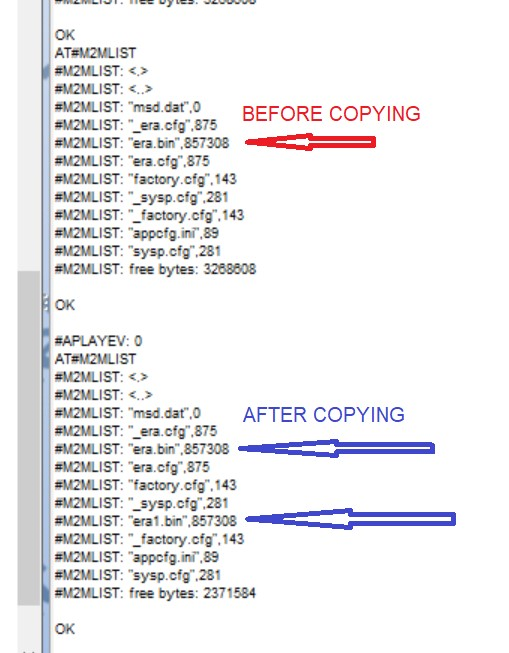 #M2MLIST: free bytes: 3268608
OK
AT#M2MLIST
#M2MLIST: <.>
#M2MLIST: <..>
#M2MLIST: "msd.dat",0
BEFORE COPYING
#M2MLIST: "_era.cfg",875
#M2MLIST: "era.bin",857308
#M2MLIST: "era.cfg",875
#M2MLIST: "factory.cfg",143
#M2MLIST: "_sysp.cfg",281
#M2MLIST: "_factory.cfg",143
#M2MLIST: "appcfg.ini",89
#M2MLIST: "sysp.cfg",281
#M2MLIST: free bytes: 3268608
OK
#APLAYEV: 0
AT#M2MLIST
#M2MLIST: <.>
#M2MLIST: <..>
#M2MLIST: "msd.dat",0
AFTER COPYING
#M2MLIST: "_era.cfg",875
#M2MLIST: "era.bin",857308
#M2MLIST: "era.cfg",875
#M2MLIST: "factory.cfg",143
#M2MLIST: "_sysp.cfg",281
#M2MLIST: "era1.bin",857308
#M2MLIST: "_factory.cfg",143
#M2MLIST: "appcfg.ini",89
#M2MLIST: "sysp.cfg",281
#M2MLIST: free bytes: 2371584
OK